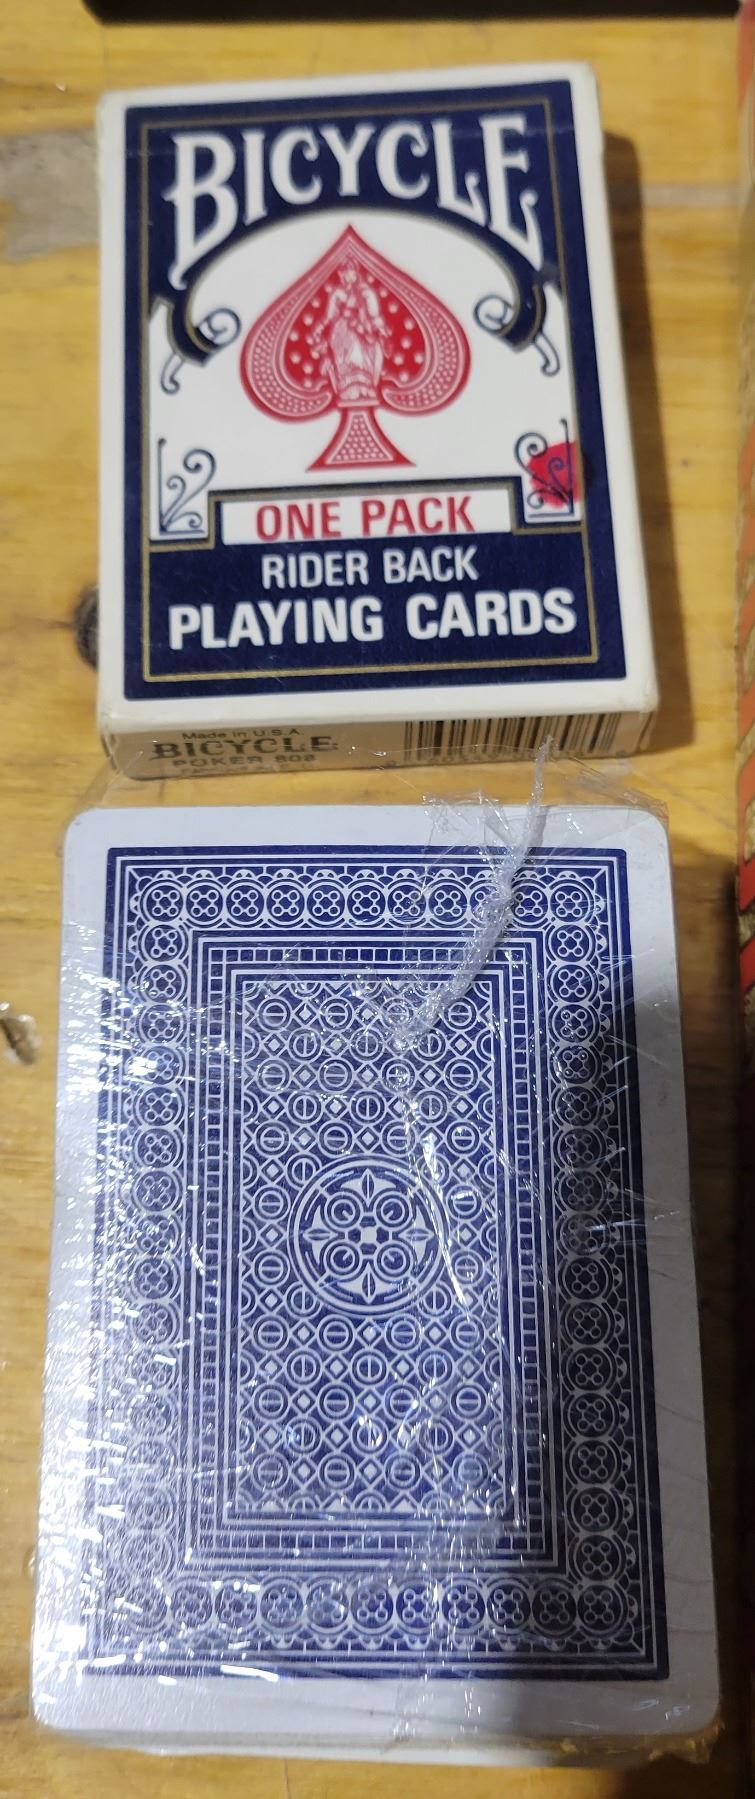 BICYCLE
ONE PACK
RIDER BACK
PLAYING CARDS
Made in U.S.A.
BICYCLE
POKER 808